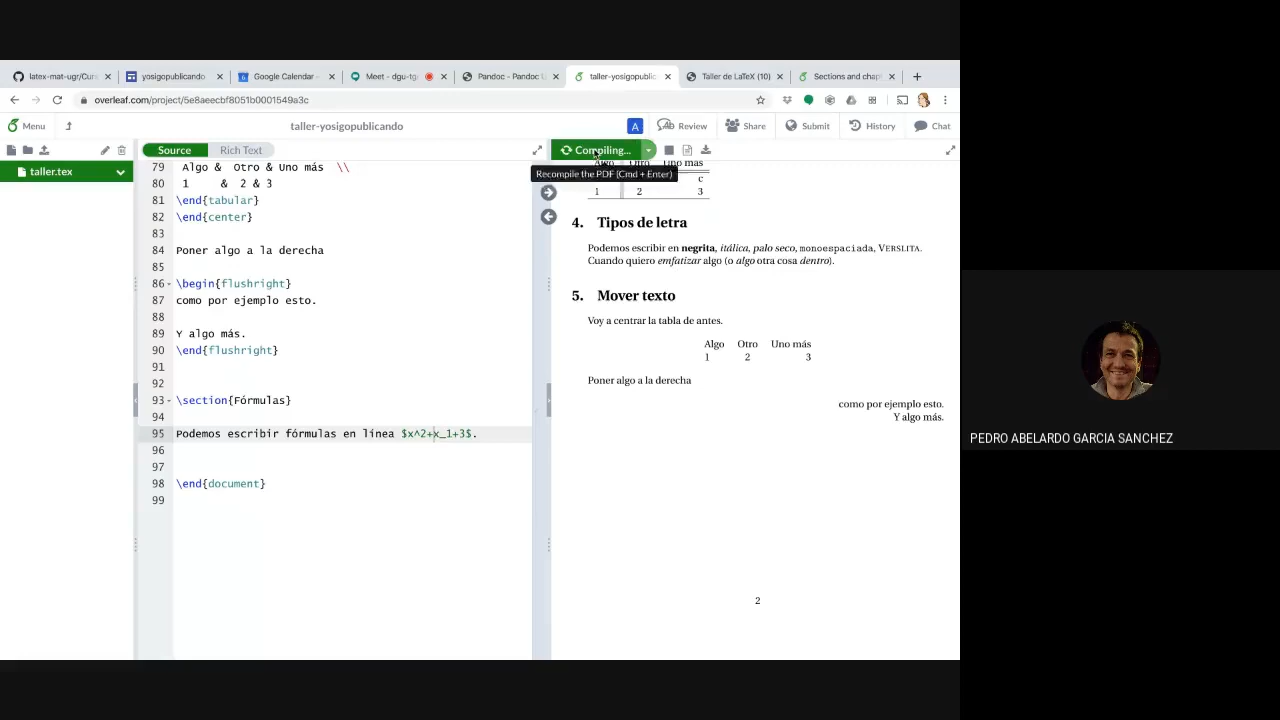 latex-mat-ugr/Cur
yosigopublicando
Google Calendar -
Meet - dgu-tg
Pandoc - Pandoc
taller-yosigopublic
Taller de LaTeX (10)
Sections and chap
overleaf.com/project/5e8aeecbf8051b0001549a3c
Menu
taller-yosigopublicando
A
Review
Share
Submit
History
Chat
Source
Rich Text
Compiling...
Recompile the PDF (Cmd + Enter)
taller.tex
79 Algo & Otro & Uno más \\
80 1 & 2 & 3
81 \end{tabular}
82 \end{center}
83
84 Poner algo a la derecha
85
86 \begin{flushright}
87 como por ejemplo esto.
88
89 Y algo más.
90 \end{flushright}
91
92
93 \section{Fórmulas}
94
95 Podemos escribir fórmulas en línea $x^2+x_1+3$.
96
97
98 \end{document}
99
Algo Otro Uno más
c
1 2 3
4. Tipos de letra
Podemos escribir en negrita, itálica, palo seco, monoespaciada, VERSLITA.
Cuando quiero emfatizar algo (o algo otra cosa dentro).
5. Mover texto
Voy a centrar la tabla de antes.
Algo Otro Uno más
1 2 3
Poner algo a la derecha
como por ejemplo esto.
Y algo más.
2
PEDRO ABELARDO GARCIA SANCHEZ